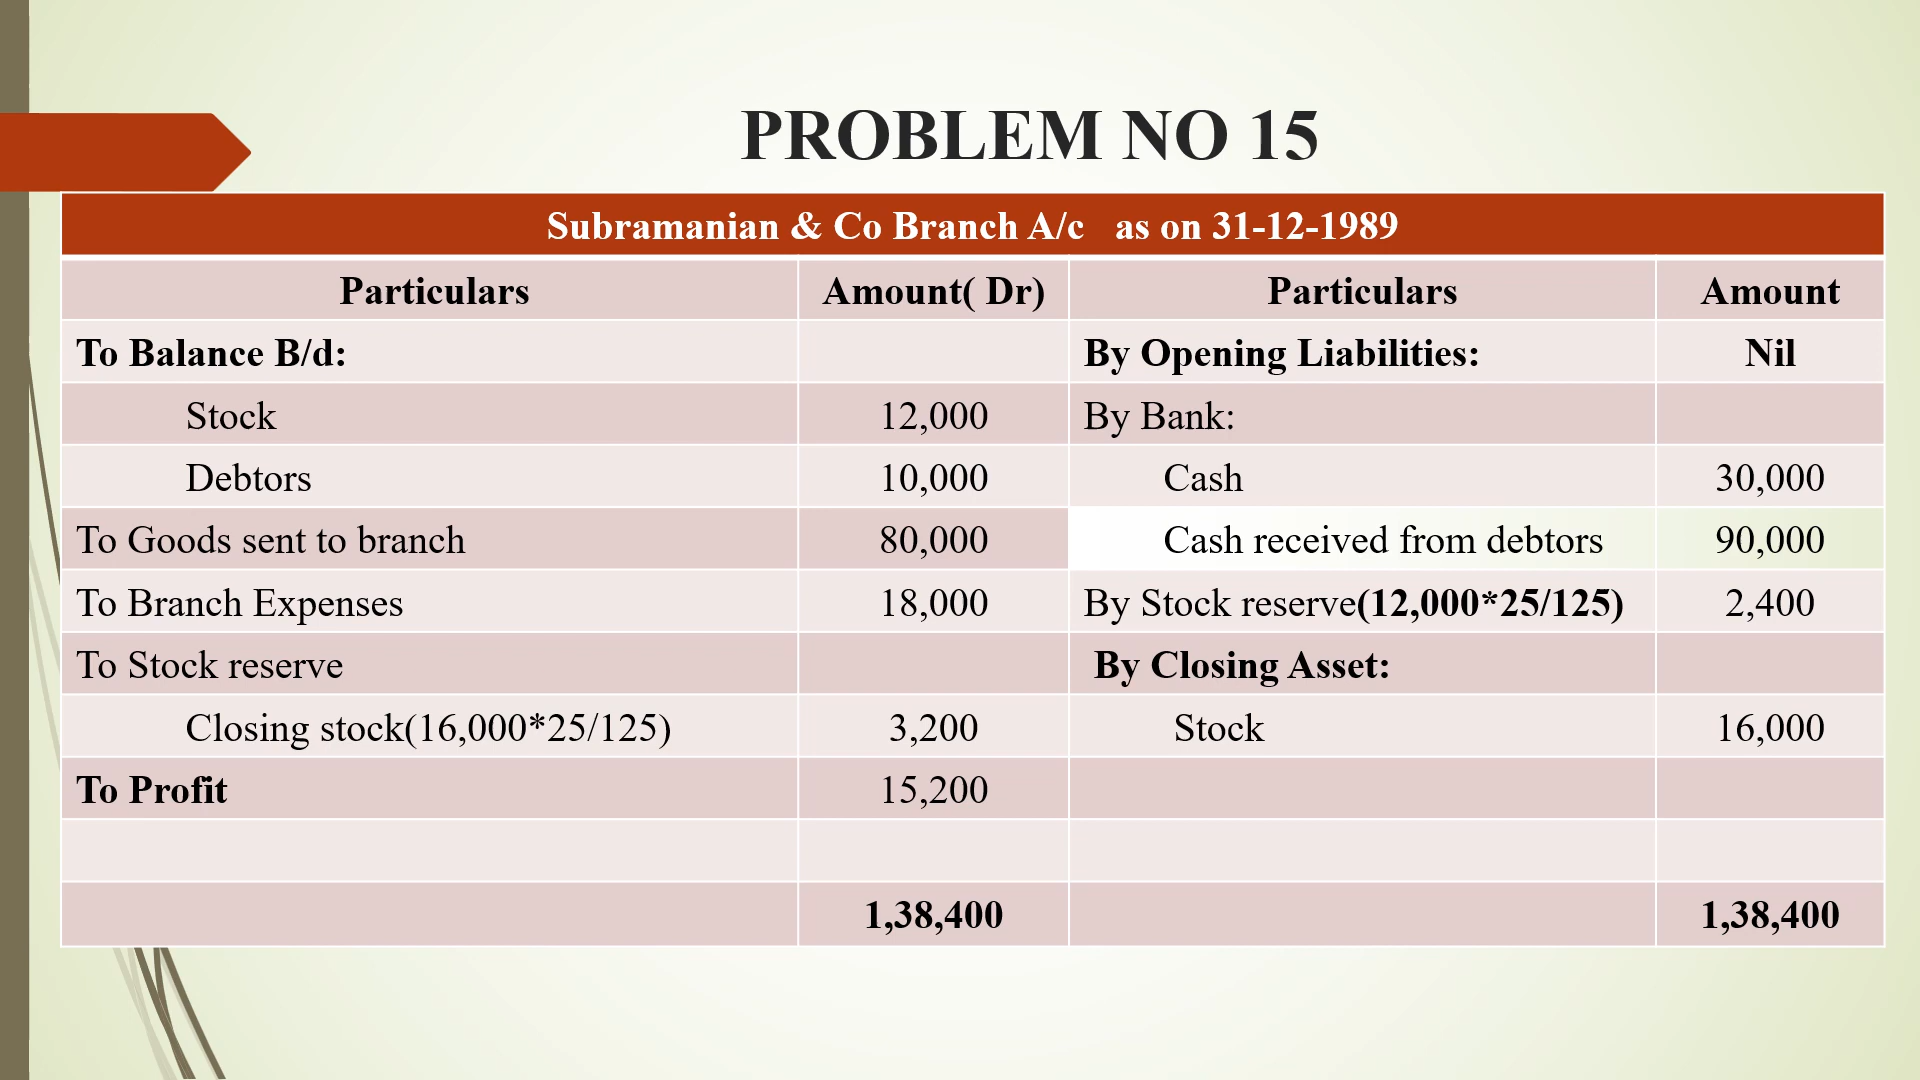 PROBLEM NO 15
Subramanian & Co Branch A/c as on 31-12-1989
Particulars Amount( Dr) Particulars Amount
To Balance B/d: By Opening Liabilities: Nil
Stock 12,000 By Bank:
Debtors 10,000 Cash 30,000
To Goods sent to branch 80,000 Cash received from debtors 90,000
To Branch Expenses 18,000 By Stock reserve(12,000*25/125) 2,400
To Stock reserve By Closing Asset:
Closing stock(16,000*25/125) 3,200 Stock 16,000
To Profit 15,200
1,38,400 1,38,400